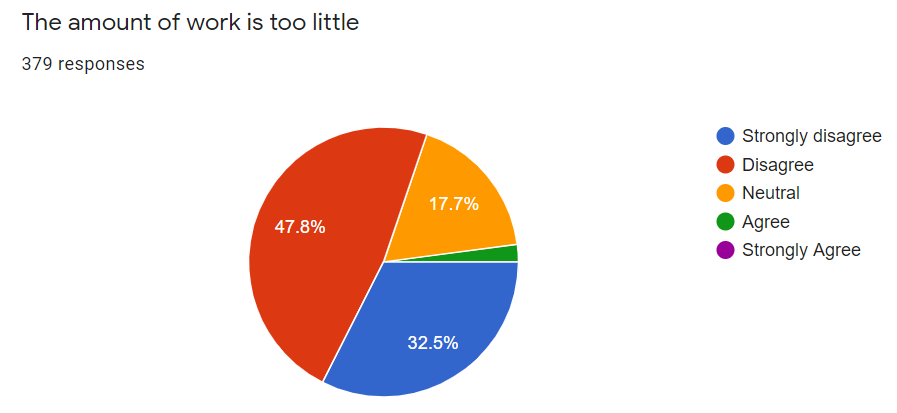 The amount of work is too little
379 responses
Strongly disagree
Disagree
Neutral
Agree
Strongly Agree
17.7%
47.8%
32.5%